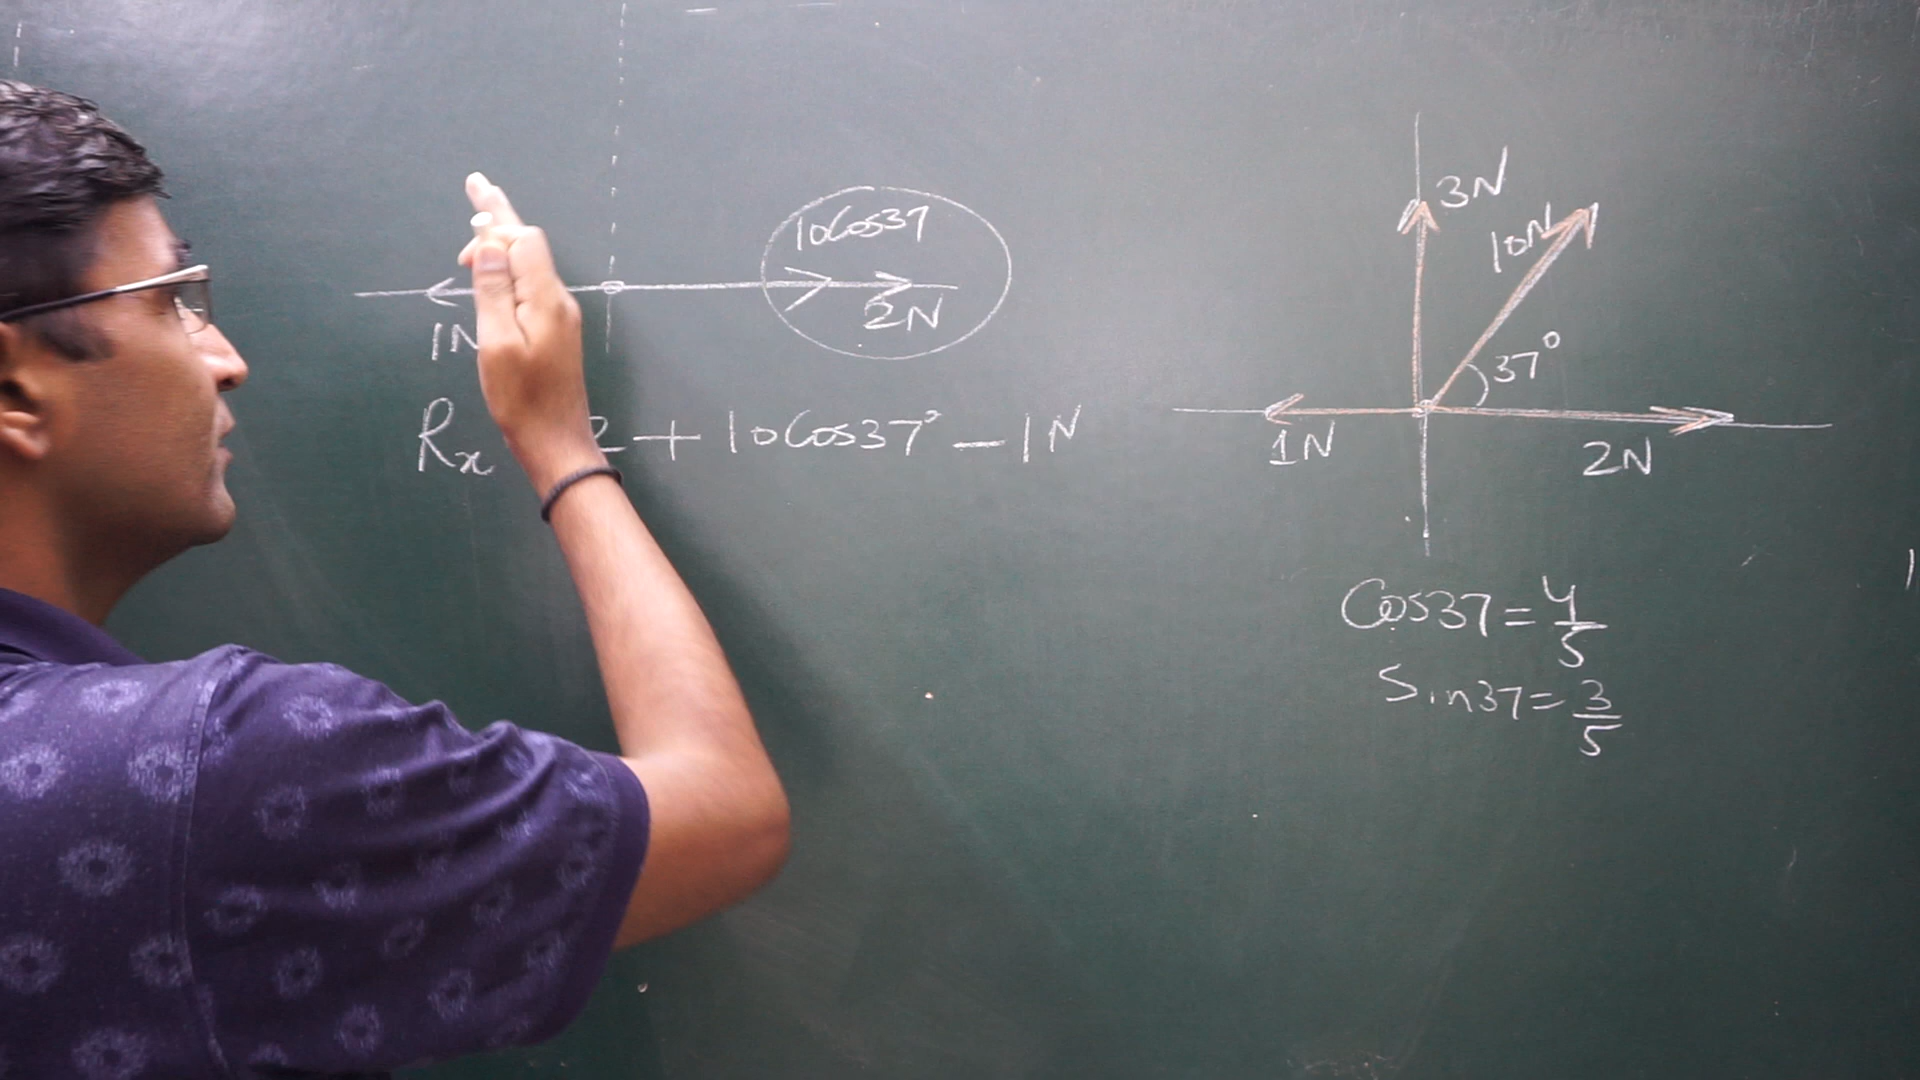 10Cos37
2N
1N
Rx 2 + 10Cos37° - 1N
3N
10N
37°
1N
2N
Cos37 = 4/5
Sin37 = 3/5